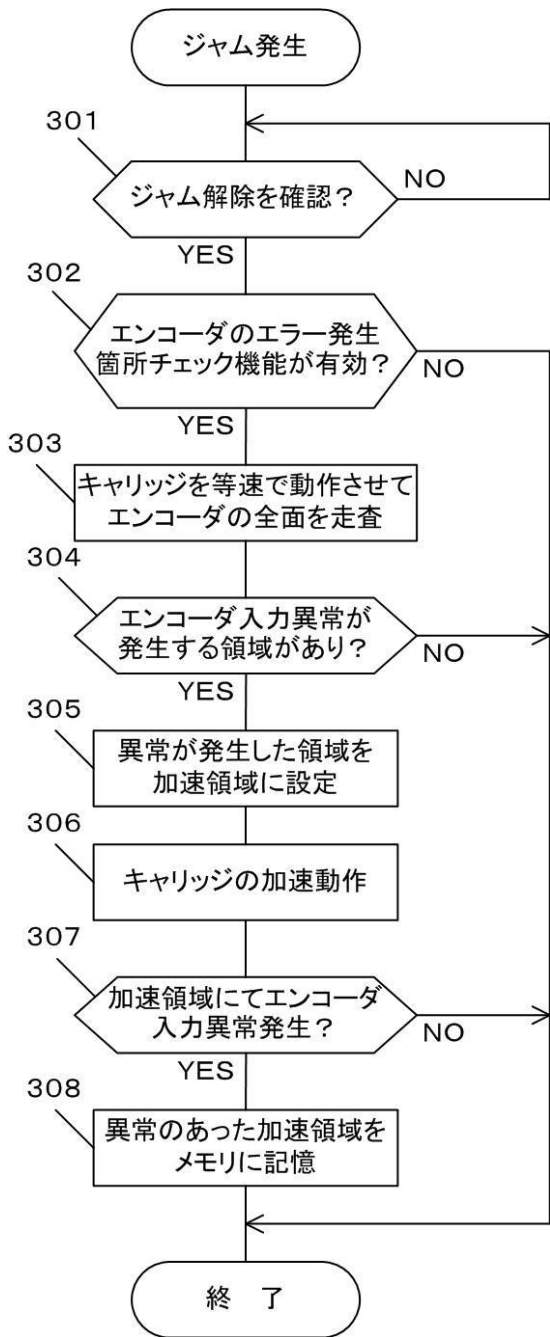 ジャム発生
301
ジャム解除を確認？
NO
YES
302
エンコーダのエラー発生
箇所チェック機能が有効？
NO
YES
303
キャリッジを等速で動作させて
エンコーダの全面を走査
304
エンコーダ入力異常が
発生する領域があり？
NO
YES
305
異常が発生した領域を
加速領域に設定
306
キャリッジの加速動作
307
加速領域にてエンコーダ
入力異常発生？
NO
YES
308
異常のあった加速領域を
メモリに記憶
終　了